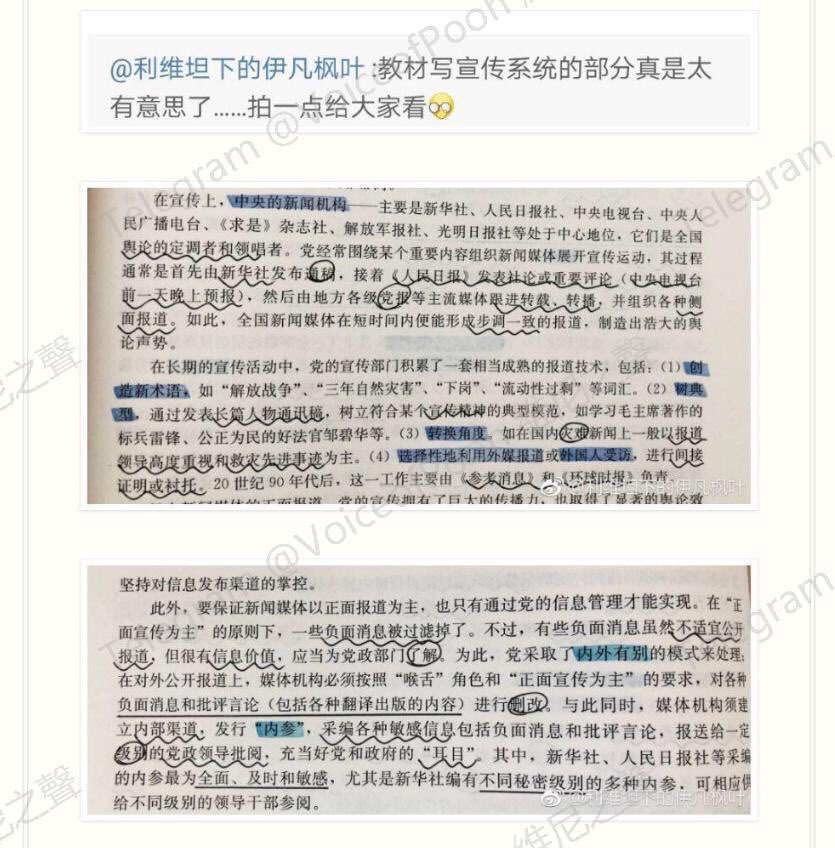 @利维坦下的伊凡枫叶 :教材写宣传系统的部分真是太
有意思了……拍一点给大家看
在宣传上，中央的新闻机构——主要是新华社、人民日报社、中央电视台、中央人
民广播电台、《求是》杂志社、解放军报社、光明日报社等处于中心地位，它们是全国
舆论的定调者和领唱者。党经常围绕某个重要内容组织新闻媒体展开宣传运动，其过程
通常是首先由新华社发布通稿，接着《人民日报》发表社论或重要评论（中央电视台
前一天晚上预报），然后由地方各级党报等主流媒体跟进转载、转播，并组织各种侧
面报道。如此，全国新闻媒体在短时间内便能形成步调一致的报道，制造出浩大的舆
论声势。
在长期的宣传活动中，党的宣传部门积累了一套相当成熟的报道技术，包括：（1）创
造新术语，如“解放战争”、“三年自然灾害”、“下岗”、“流动性过剩”等词汇。（2）树典
型，通过发表长篇人物通讯稿，树立符合某个宣传精神的典型模范，如学习毛主席著作的
标兵雷锋、公正为民的好法官邹碧华等。（3）转换角度。如在国内灾难新闻上一般以报道
领导高度重视和救灾先进事迹为主。（4）选择性地利用外媒报道或外国人受访，进行间接
证明或衬托。20 世纪 90 年代后，这一工作主要由《参考消息》和《环球时报》负责。
的正面报道，党的宣传拥有了巨大的传播力，也取得了显著的舆论效
@利维坦下的伊凡枫叶
坚持对信息发布渠道的掌控。
此外，要保证新闻媒体以正面报道为主，也只有通过党的信息管理才能实现。在“正
面宣传为主”的原则下，一些负面消息被过滤掉了。不过，有些负面消息虽然不适宜公开
报道，但很有信息价值，应当为党政部门了解。为此，党采取了内外有别的模式来处理：
在对外公开报道上，媒体机构必须按照“喉舌”角色和“正面宣传为主”的要求，对各种
负面消息和批评言论（包括各种翻译出版的内容）进行删改。与此同时，媒体机构须建
立内部渠道，发行“内参”，采编各种敏感信息包括负面消息和批评言论，报送给一定
级别的党政领导批阅，充当好党和政府的“耳目”。其中，新华社、人民日报社等采编
的内参最为全面、及时和敏感，尤其是新华社编有不同秘密级别的多种内参，可相应供
给不同级别的领导干部参阅。
@利维坦下的伊凡枫叶
Telegram @VoiceofPooh
维尼之聲